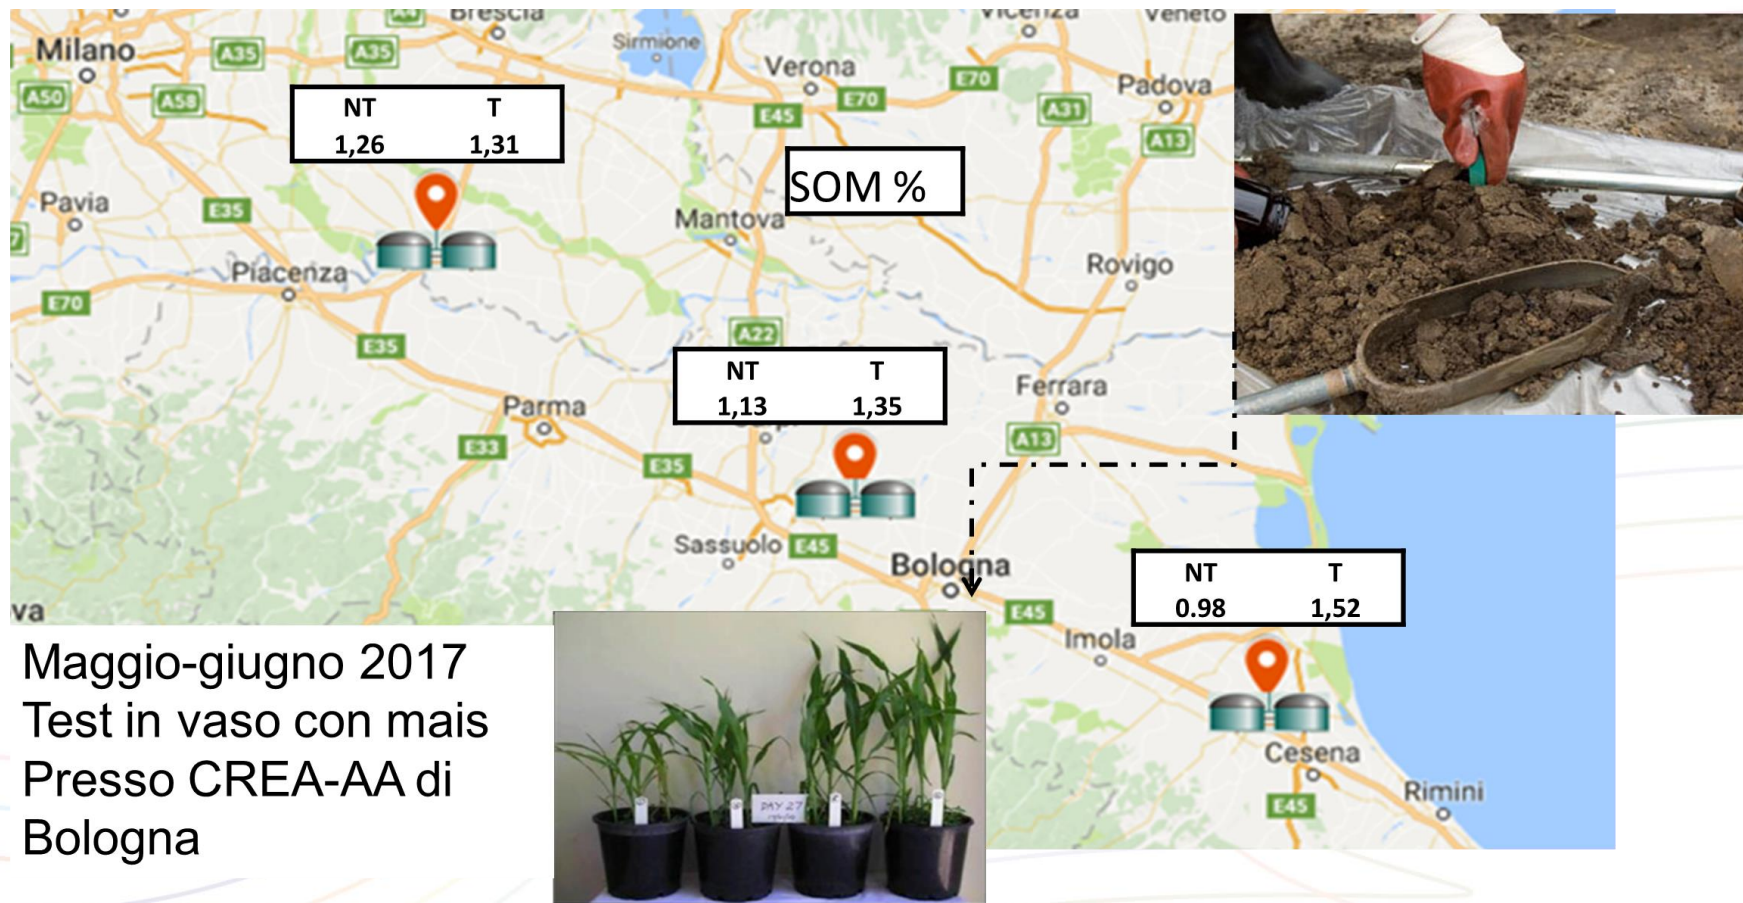 Brescia
Vicenza
Veneto
Milano
A35
A35
Sirmione
Verona
E70
Padova
A50
A58
NT T
1,26 1,31
E45
E70
A31
A13
SOM %
Pavia
E35
Mantova
Piacenza
Rovigo
E70
A22
E35
NT T
1,13 1,35
Ferrara
Parma
A13
E33
E35
Sassuolo
E45
Bologna
NT T
0.98 1,52
va
E45
Imola
Maggio-giugno 2017
Test in vaso con mais
Presso CREA-AA di
Bologna
DAY 27
Cesena
Rimini
E45